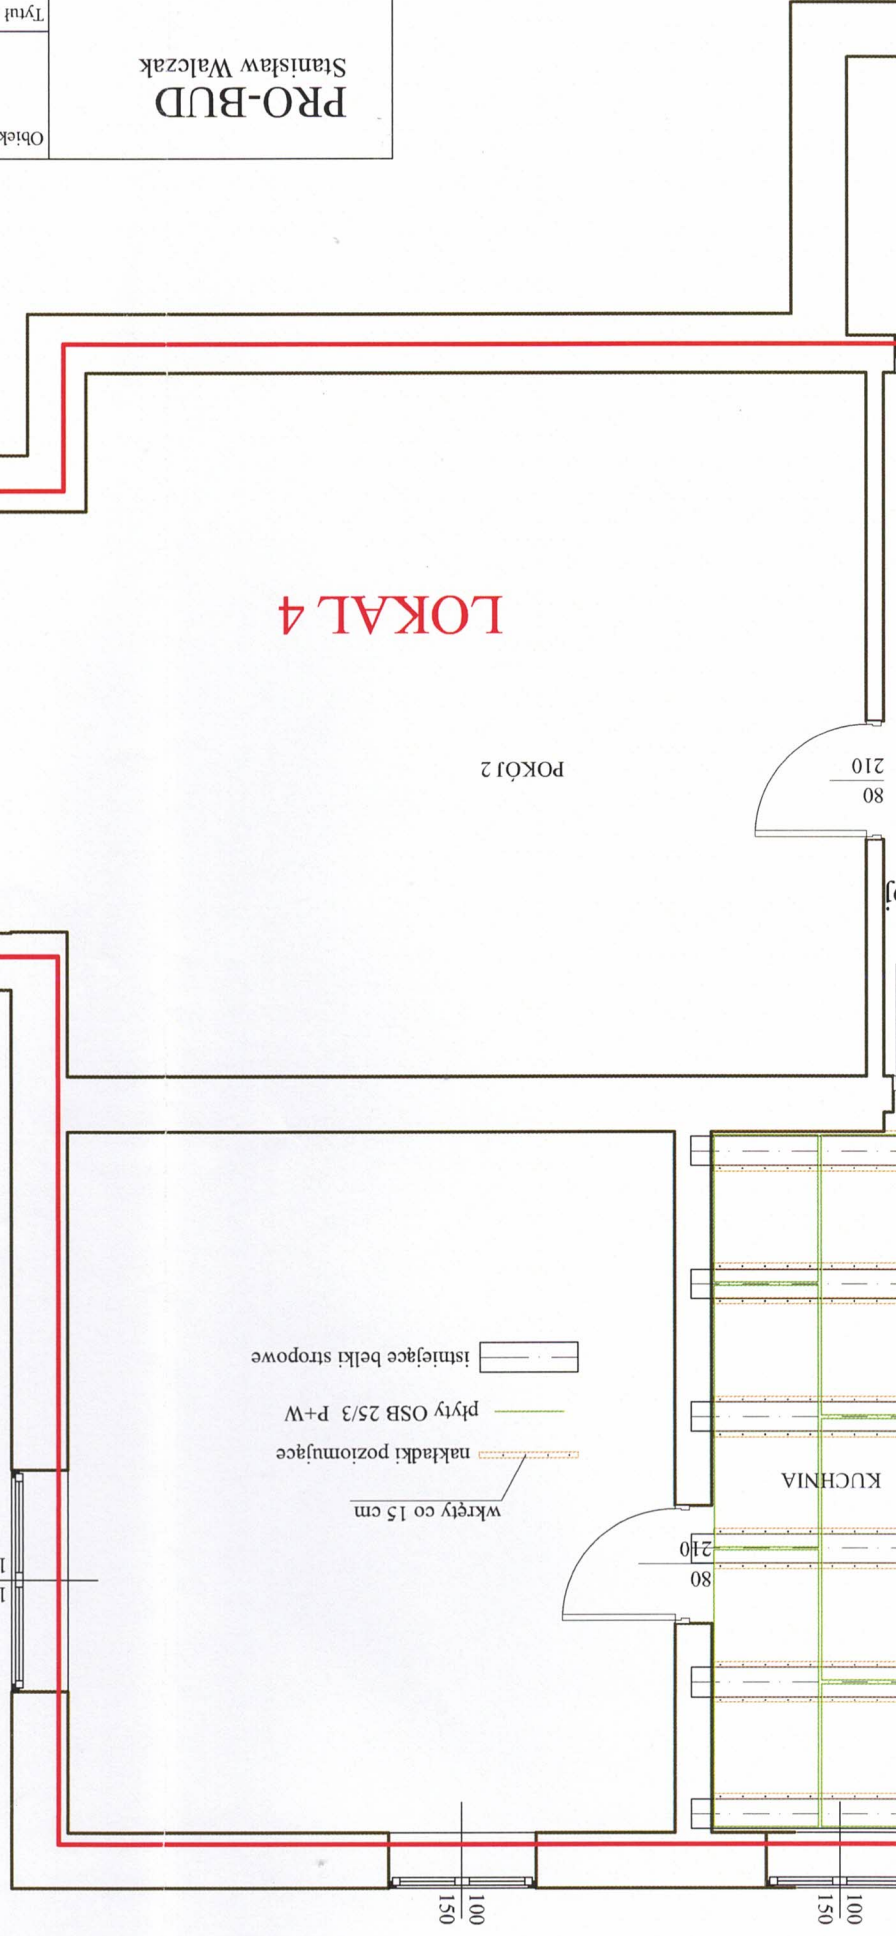 100
150
100
150
80
210
KUCHNIA
wkręty co 15 cm
nakładki poziomujące
płyty OSB 25/3 P+W
istniejące belki stropowe
80
210
POKÓJ 2
LOKAL 4
PRO-BUD
Stanisław Walczak
Tytuł